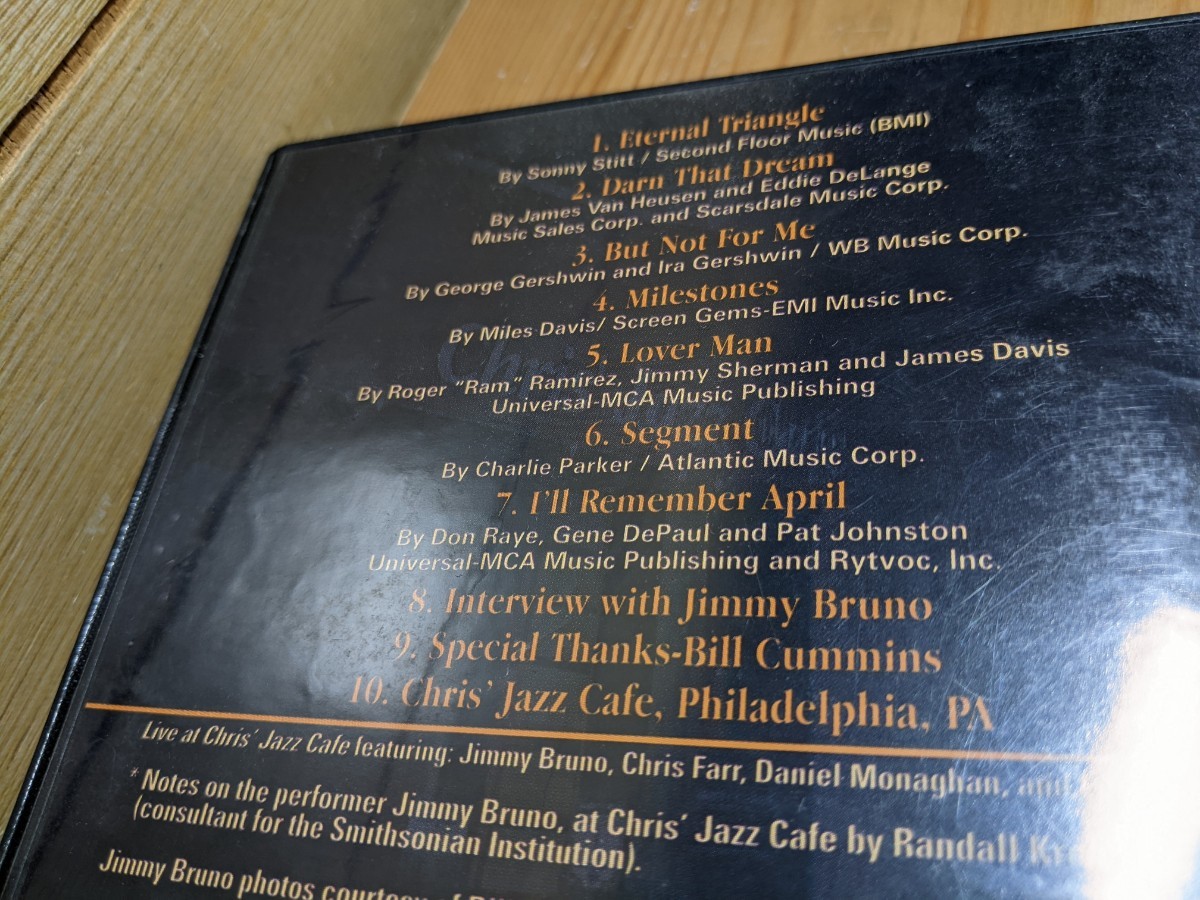 1. Eternal Triangle
By Sonny Stitt / Second Floor Music (BMI)
2. Darn That Dream
By James Van Heusen and Eddie DeLange
Music Sales Corp. and Scarsdale Music Corp.
3. But Not For Me
By George Gershwin and Ira Gershwin / WB Music Corp.
4. Milestones
By Miles Davis/ Screen Gems-EMI Music Inc.
5. Lover Man
By Roger "Ram" Ramirez, Jimmy Sherman and James Davis
Universal-MCA Music Publishing
6. Segment
By Charlie Parker / Atlantic Music Corp.
7. I'll Remember April
By Don Raye, Gene DePaul and Pat Johnston
Universal-MCA Music Publishing and Rytvoc, Inc.
8. Interview with Jimmy Bruno
9. Special Thanks-Bill Cummins
10. Chris' Jazz Cafe, Philadelphia, PA
Live at Chris' Jazz Cafe featuring: Jimmy Bruno, Chris Farr, Daniel Monaghan, and
* Notes on the performer Jimmy Bruno, at Chris' Jazz Cafe by Randall
(consultant for the Smithsonian Institution).
Jimmy Bruno photos courtesy of